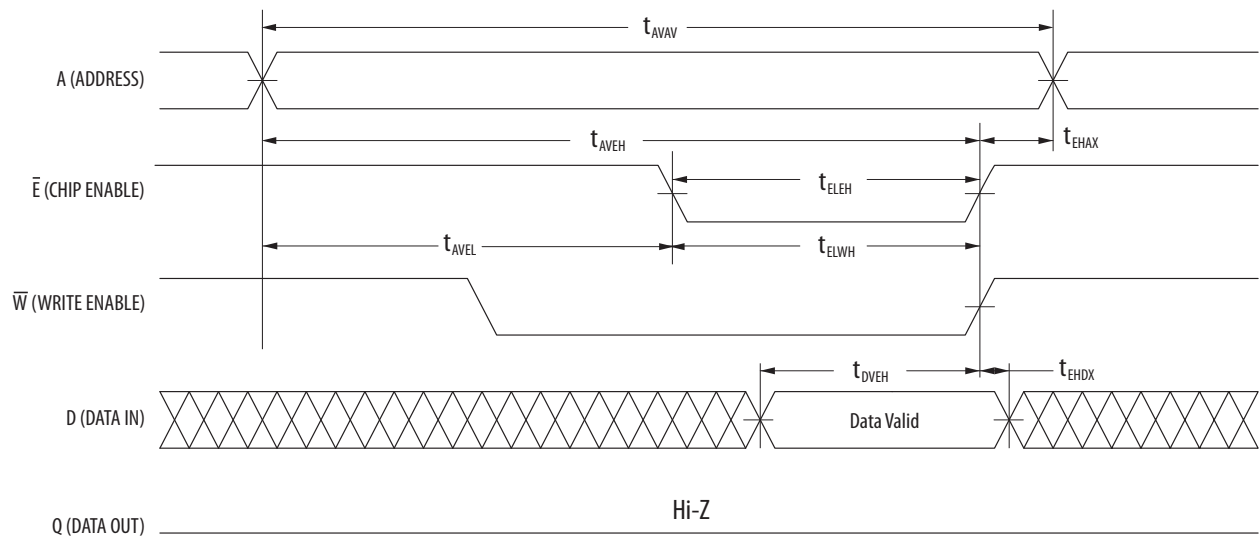 tAVAV
A (ADDRESS)
tAVEH
tEHAX
E̅ (CHIP ENABLE)
tELEH
tAVEL
tELWH
W̅ (WRITE ENABLE)
tDVEH
tEHDX
D (DATA IN)
Data Valid
Hi-Z
Q (DATA OUT)